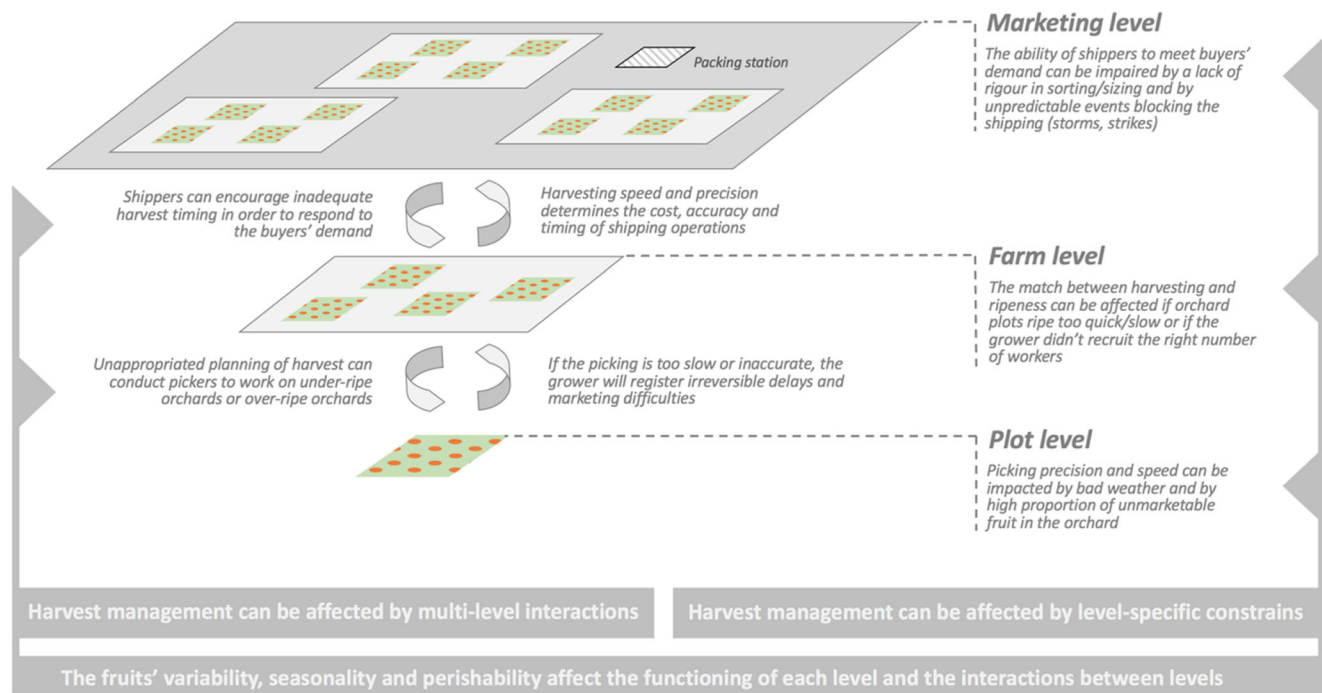 Marketing level
The ability of shippers to meet buyers'
demand can be impaired by a lack of
rigour in sorting/sizing and by
unpredictable events blocking the
shipping (storms, strikes)
Packing station
Shippers can encourage inadequate
harvest timing in order to respond to
the buyers' demand
Harvesting speed and precision
determines the cost, accuracy and
timing of shipping operations
Farm level
The match between harvesting and
ripeness can be affected if orchard
plots ripe too quick/slow or if the
grower didn't recruit the right number
of workers
Unappropriated planning of harvest can
conduct pickers to work on under-ripe
orchards or over-ripe orchards
If the picking is too slow or inaccurate, the
grower will register irreversible delays and
marketing difficulties
Plot level
Picking precision and speed can be
impacted by bad weather and by
high proportion of unmarketable
fruit in the orchard
Harvest management can be affected by multi-level interactions
Harvest management can be affected by level-specific constrains
The fruits' variability, seasonality and perishability affect the functioning of each level and the interactions between levels